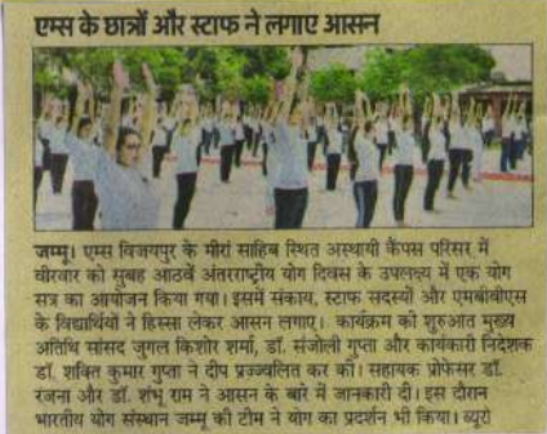 एम्स के छात्रों और स्टाफ ने लगाए आसन
जम्मू। एम्स विजयपुर के मीरां साहिब स्थित अस्थायी कैंपस परिसर में
वीरवार को सुबह आठवें अंतरराष्ट्रीय योग दिवस के उपलक्ष्य में एक योग
सत्र का आयोजन किया गया। इसमें संकाय, स्टाफ सदस्यों और एमबीबीएस
के विद्यार्थियों ने हिस्सा लेकर आसन लगाए। कार्यक्रम की शुरुआत मुख्य
अतिथि सांसद जुगल किशोर शर्मा, डॉ. संजोली गुप्ता और कार्यकारी निदेशक
डॉ. शक्ति कुमार गुप्ता ने दीप प्रज्ज्वलित कर की। सहायक प्रोफेसर डॉ.
रंजना और डॉ. शंभू राम ने आसन के बारे में जानकारी दी। इस दौरान
भारतीय योग संस्थान जम्मू की टीम ने योग का प्रदर्शन भी किया। ब्यूरो